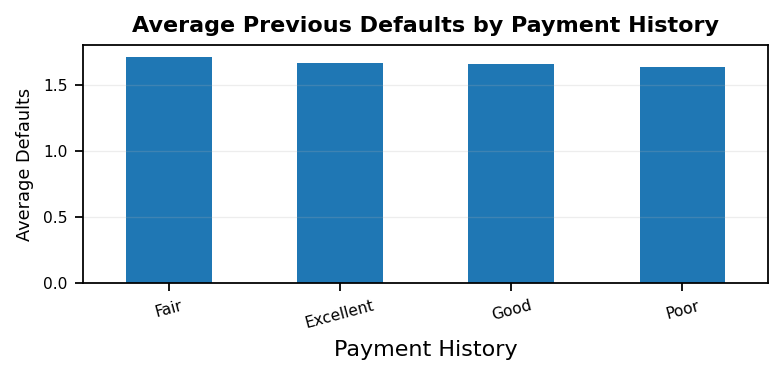 Average Previous Defaults by Payment History
Average Defaults
1.5
1.0
0.5
0.0
Fair
Excellent
Good
Poor
Payment History